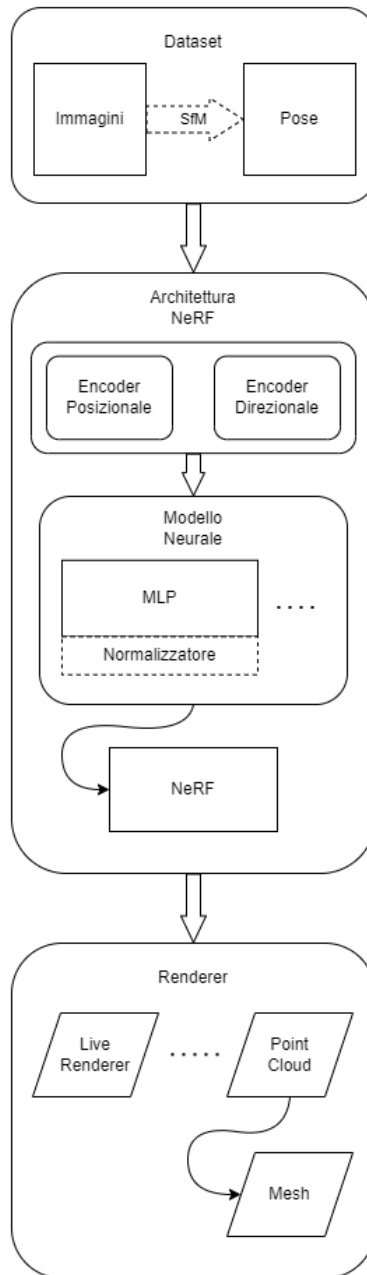 Dataset
Immagini
SfM
Pose
Architettura
NeRF
Encoder
Posizionale
Encoder
Direzionale
Modello
Neurale
MLP
....
Normalizzatore
NeRF
Renderer
Live
Renderer
.....
Point
Cloud
Mesh